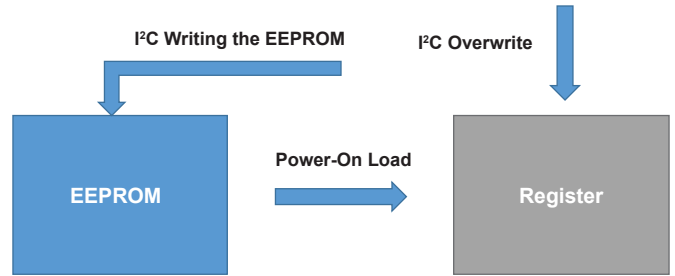 I²C Writing the EEPROM
I²C Overwrite
Power-On Load
EEPROM
Register